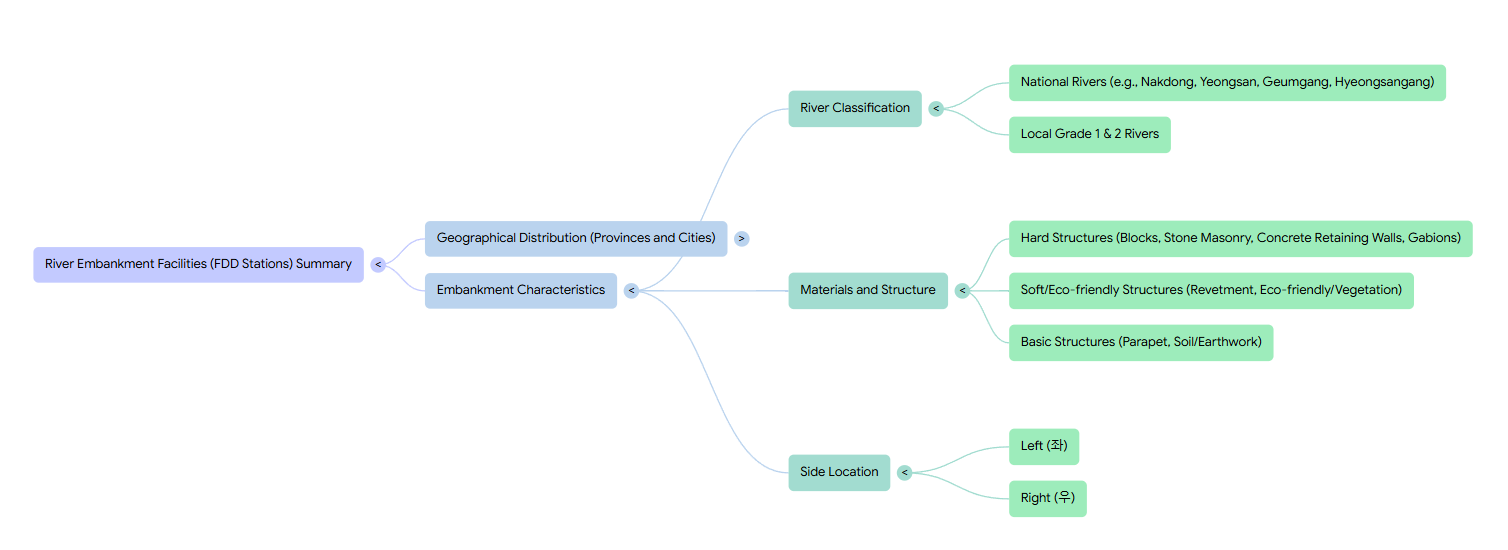 River Embankment Facilities (FDD Stations) Summary
<
Geographical Distribution (Provinces and Cities)
>
Embankment Characteristics
<
River Classification
<
National Rivers (e.g., Nakdong, Yeongsan, Geumgang, Hyeongsangang)
Local Grade 1 & 2 Rivers
Materials and Structure
<
Hard Structures (Blocks, Stone Masonry, Concrete Retaining Walls, Gabions)
Soft/Eco-friendly Structures (Revetment, Eco-friendly/Vegetation)
Basic Structures (Parapet, Soil/Earthwork)
Side Location
<
Left (좌)
Right (우)